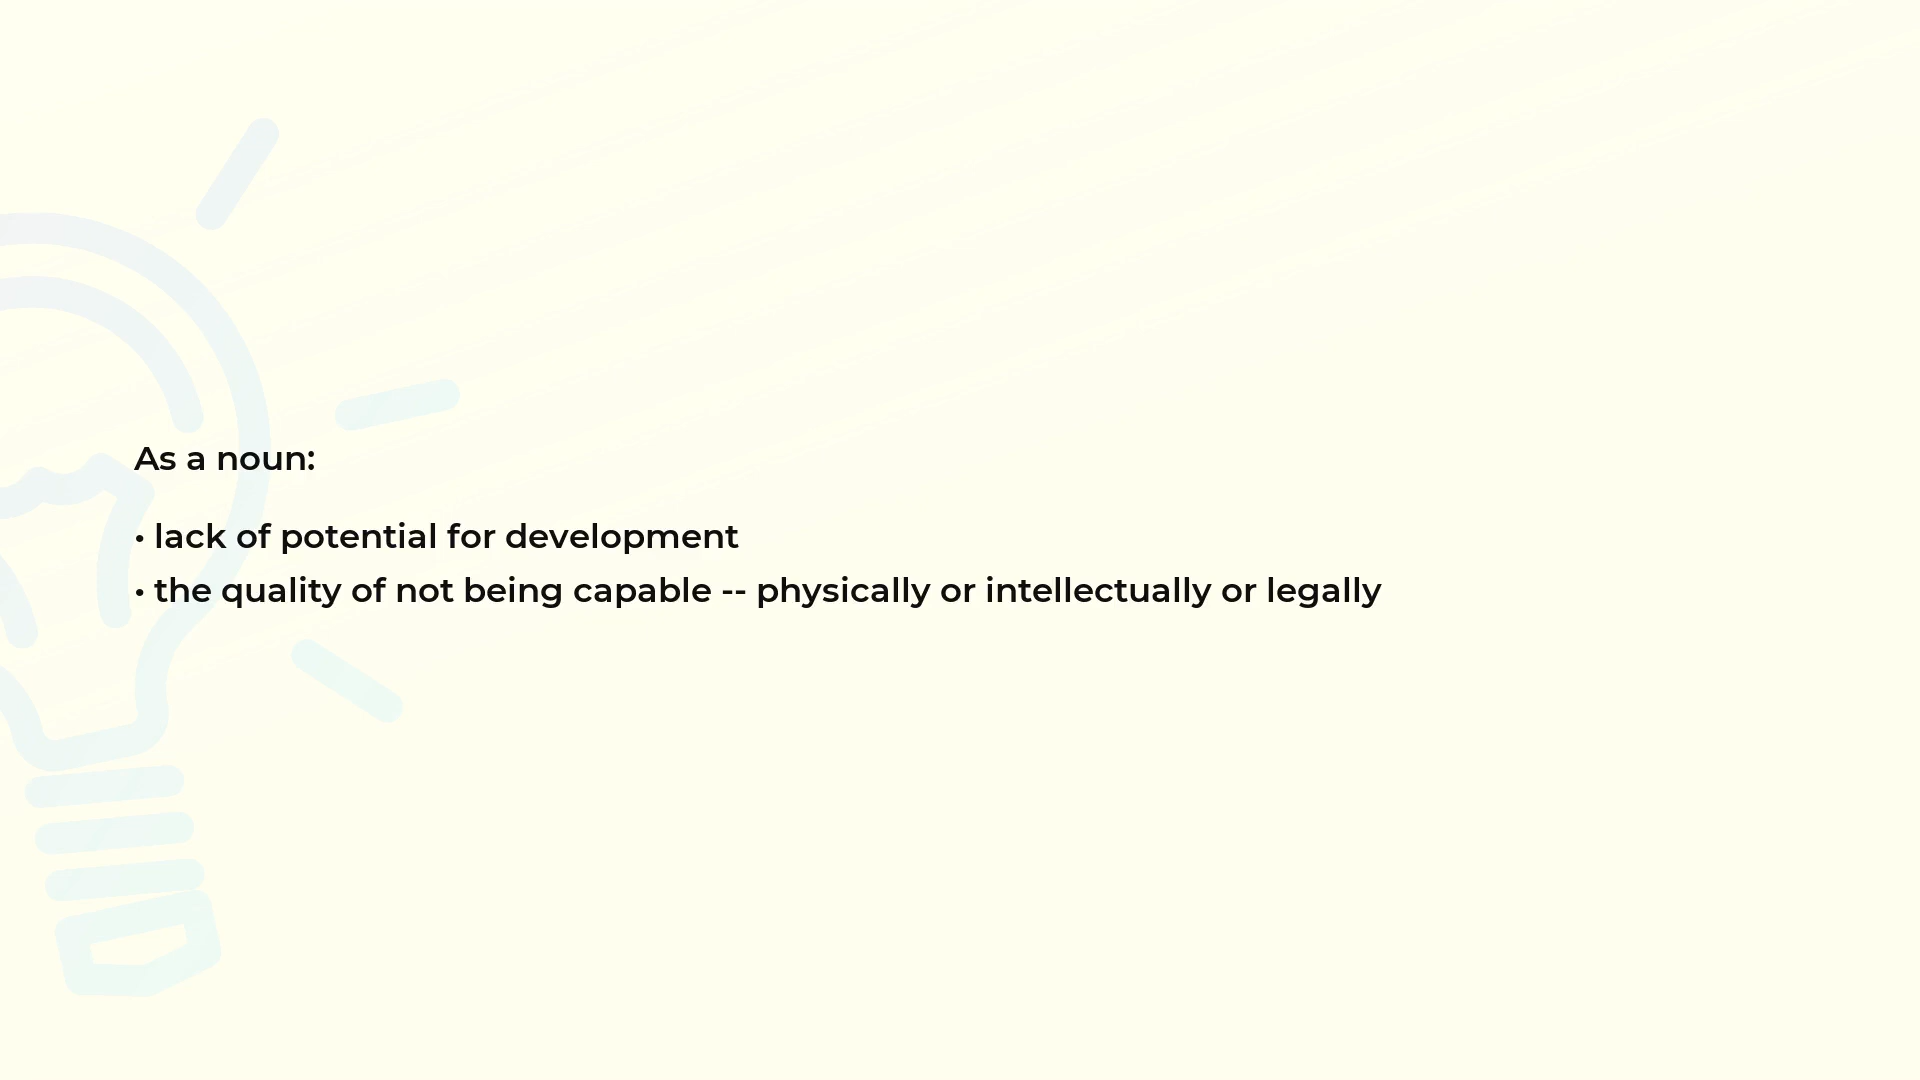 As a noun:
• lack of potential for development
• the quality of not being capable -- physically or intellectually or legally